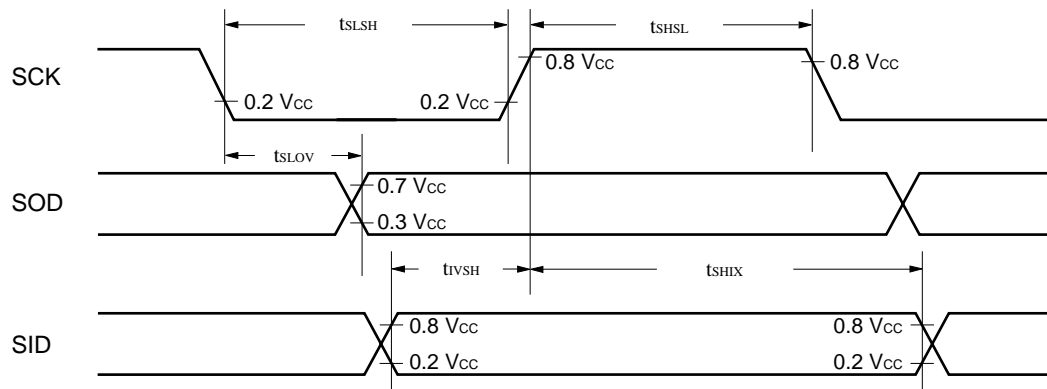 tSLSH
tSHSL
SCK
0.8 VCC
0.8 VCC
0.2 VCC
0.2 VCC
tSLOV
SOD
0.7 VCC
0.3 VCC
tIVSH
tSHIX
SID
0.8 VCC
0.8 VCC
0.2 VCC
0.2 VCC